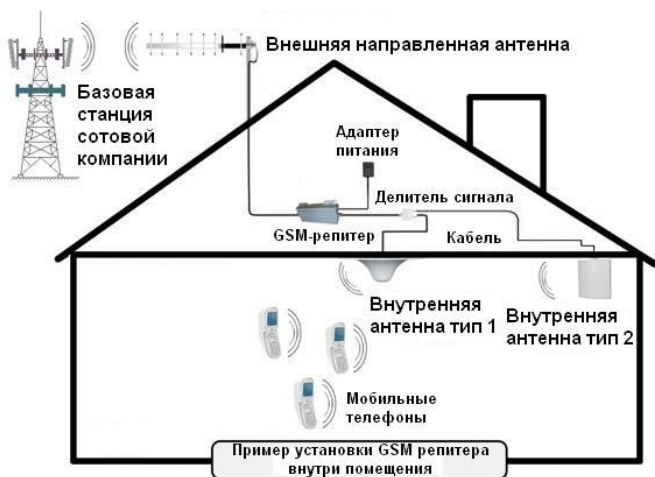 Внешняя направленная антенна
Базовая
станция
сотовой
компании
Адаптер
питания
Делитель сигнала
GSM-репитер
Кабель
Внутренняя
антенна тип 1
Внутренняя
антенна тип 2
Мобильные
телефоны
Пример установки GSM репитера
внутри помещения